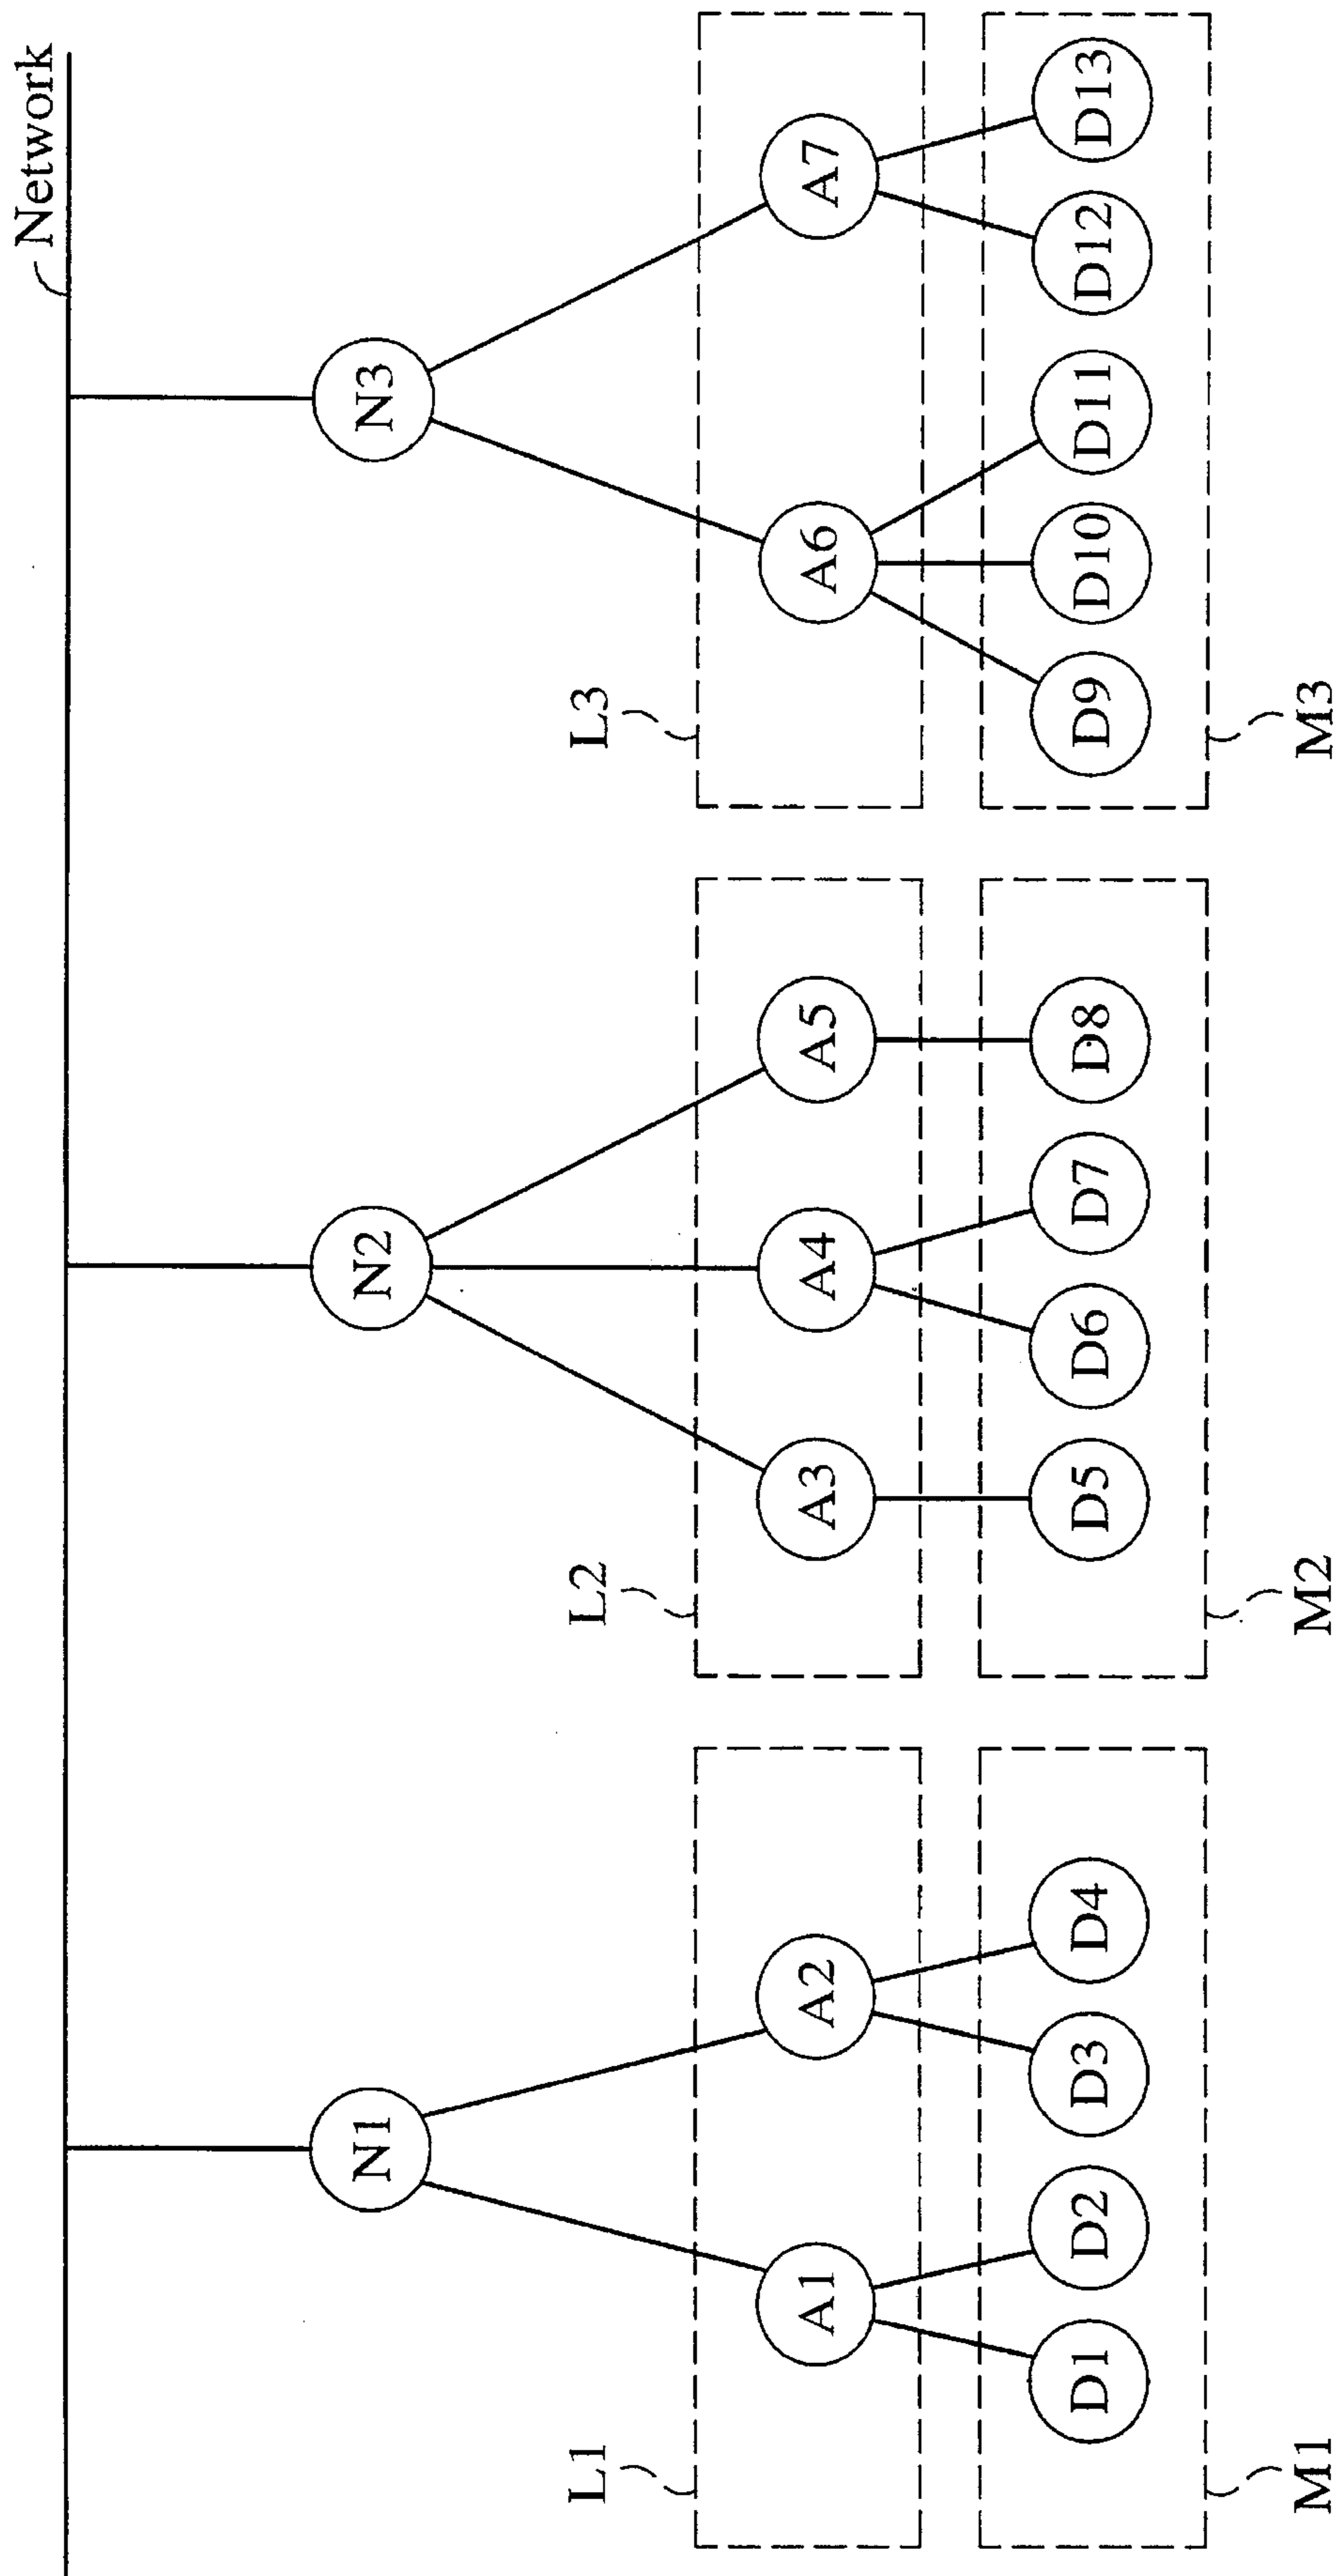 Network
N1
N2
N3
L1
L2
L3
A1
A2
A3
A4
A5
A6
A7
D1
D2
D3
D4
D5
D6
D7
D8
D9
D10
D11
D12
D13
M1
M2
M3